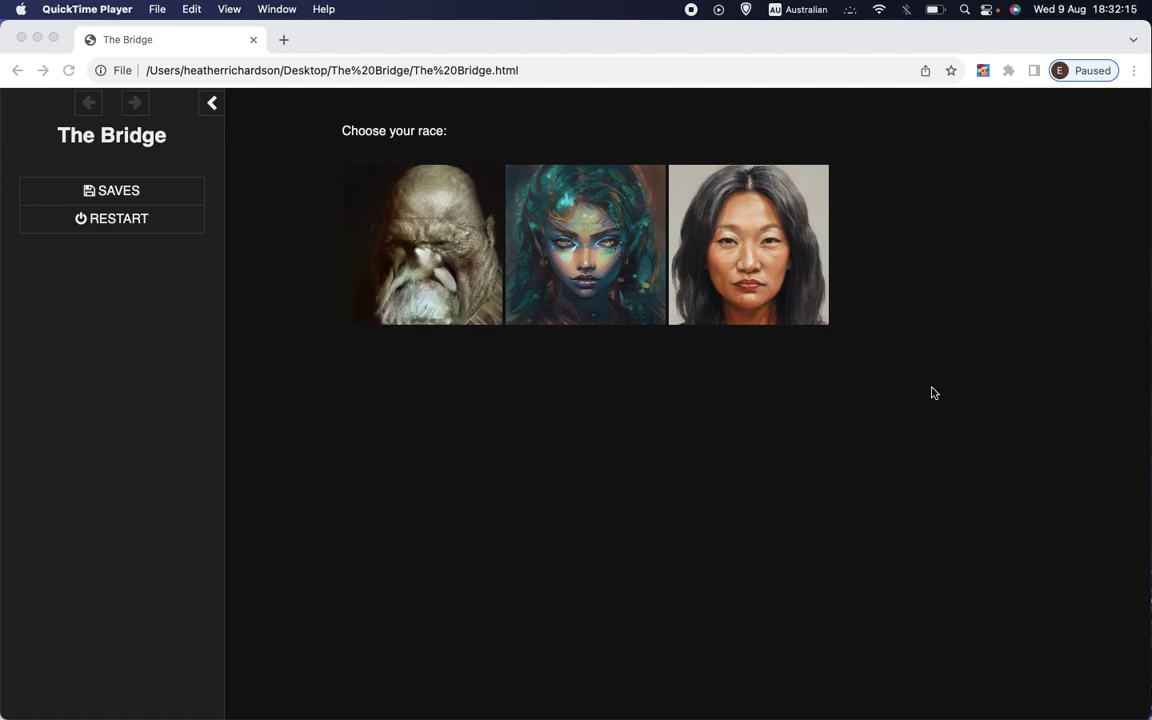 QuickTime Player File Edit View Window Help AU Australian Wed 9 Aug 18:32:15
The Bridge
File /Users/heatherrichardson/Desktop/The%20Bridge/The%20Bridge.html E Paused
The Bridge
SAVES
RESTART
Choose your race: